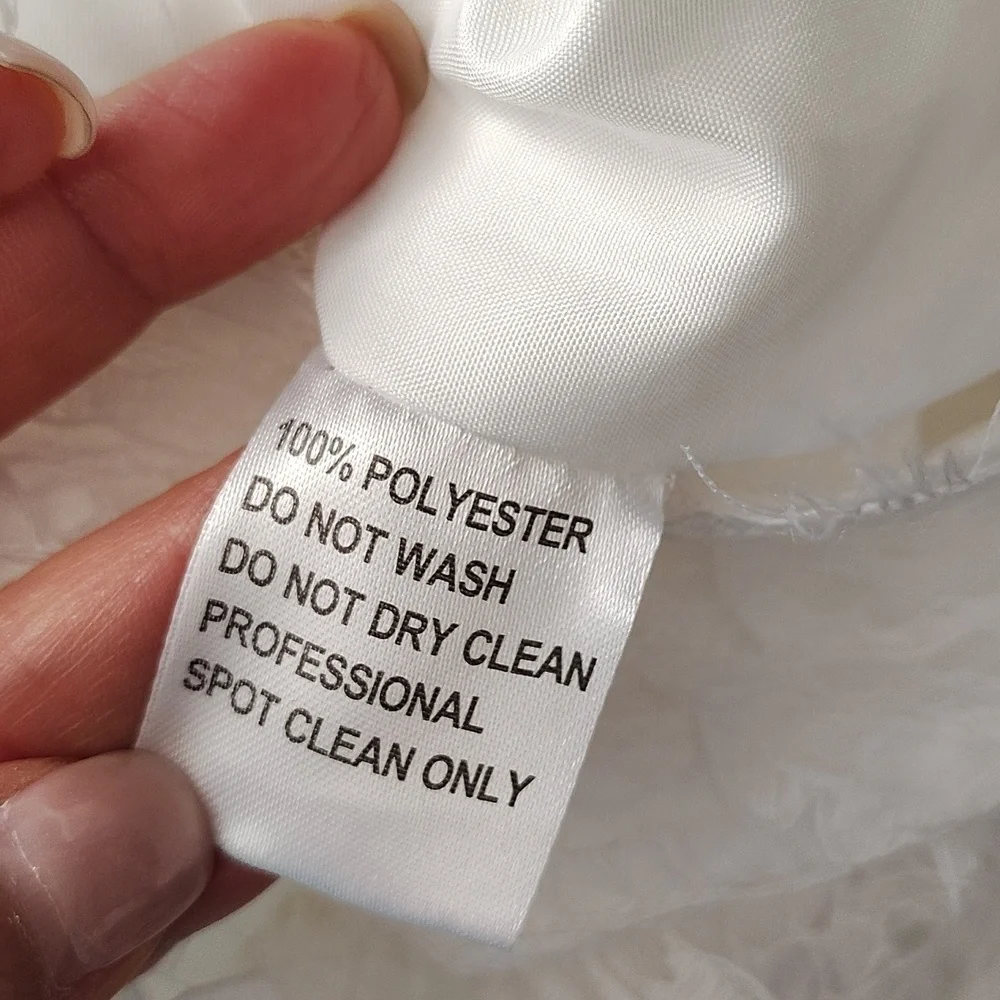 100% POLYESTER
DO NOT WASH
DO NOT DRY CLEAN
PROFESSIONAL
SPOT CLEAN ONLY